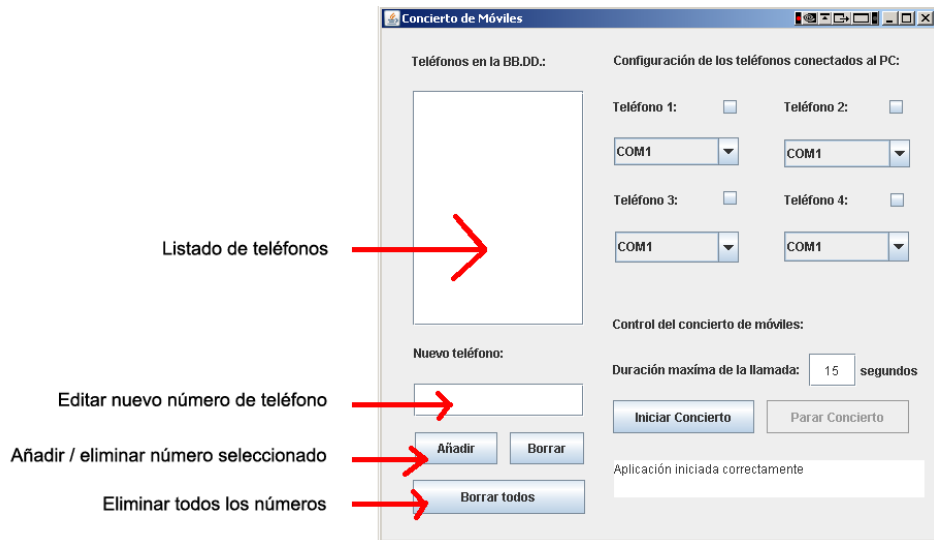 Concierto de Móviles
Teléfonos en la BB.DD.:
Configuración de los teléfonos conectados al PC:
Teléfono 1:
Teléfono 2:
COM1
COM1
Teléfono 3:
Teléfono 4:
COM1
COM1
Listado de teléfonos
Control del concierto de móviles:
Nuevo teléfono:
Duración maxíma de la llamada: 15 segundos
Editar nuevo número de teléfono
Iniciar Concierto
Parar Concierto
Añadir / eliminar número seleccionado
Añadir
Borrar
Aplicación iniciada correctamente
Eliminar todos los números
Borrar todos